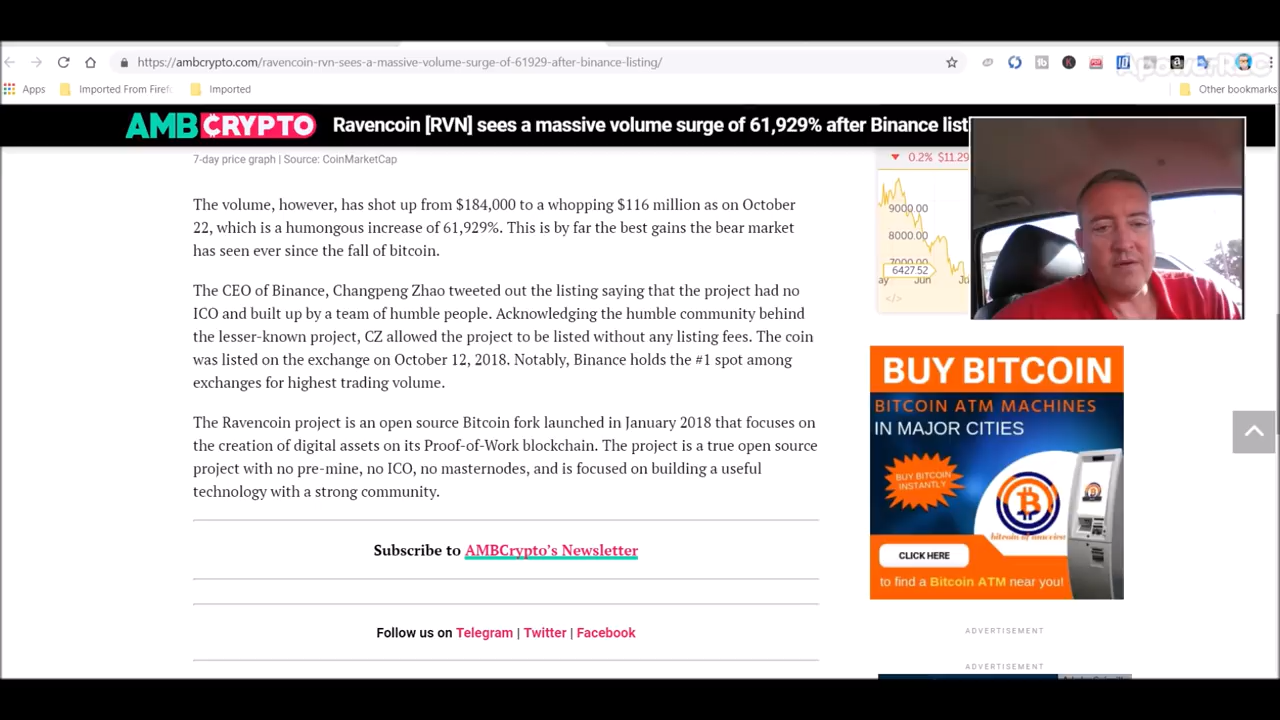 ApowerREC
https://ambcrypto.com/ravencoin-rvn-sees-a-massive-volume-surge-of-61929-after-binance-listing/
Apps
Imported From Firef
Imported
Other bookmarks
AMBCRYPTO
Ravencoin [RVN] sees a massive volume surge of 61,929% after Binance list
7-day price graph | Source: CoinMarketCap
The volume, however, has shot up from $184,000 to a whopping $116 million as on October
22, which is a humongous increase of 61,929%. This is by far the best gains the bear market
has seen ever since the fall of bitcoin.
The CEO of Binance, Changpeng Zhao tweeted out the listing saying that the project had no
ICO and built up by a team of humble people. Acknowledging the humble community behind
the lesser-known project, CZ allowed the project to be listed without any listing fees. The coin
was listed on the exchange on October 12, 2018. Notably, Binance holds the #1 spot among
exchanges for highest trading volume.
The Ravencoin project is an open source Bitcoin fork launched in January 2018 that focuses on
the creation of digital assets on its Proof-of-Work blockchain. The project is a true open source
project with no pre-mine, no ICO, no masternodes, and is focused on building a useful
technology with a strong community.
Subscribe to AMBCrypto's Newsletter
Follow us on Telegram | Twitter | Facebook
0.2% $11.29
9000.00
8000.00
7000.00
6427.52
ay Jun Ju
</>
BUY BITCOIN
BITCOIN ATM MACHINES
IN MAJOR CITIES
BUY BITCOIN
INSTANTLY
bitcoin of america
CLICK HERE
to find a Bitcoin ATM near you!
ADVERTISEMENT
ADVERTISEMENT